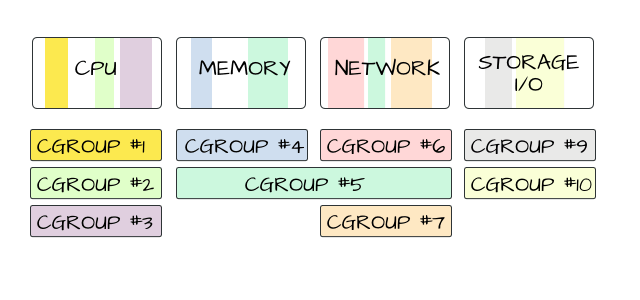 CPU
MEMORY
NETWORK
STORAGE
I/O
CGROUP #1
CGROUP #4
CGROUP #6
CGROUP #9
CGROUP #2
CGROUP #5
CGROUP #10
CGROUP #3
CGROUP #7